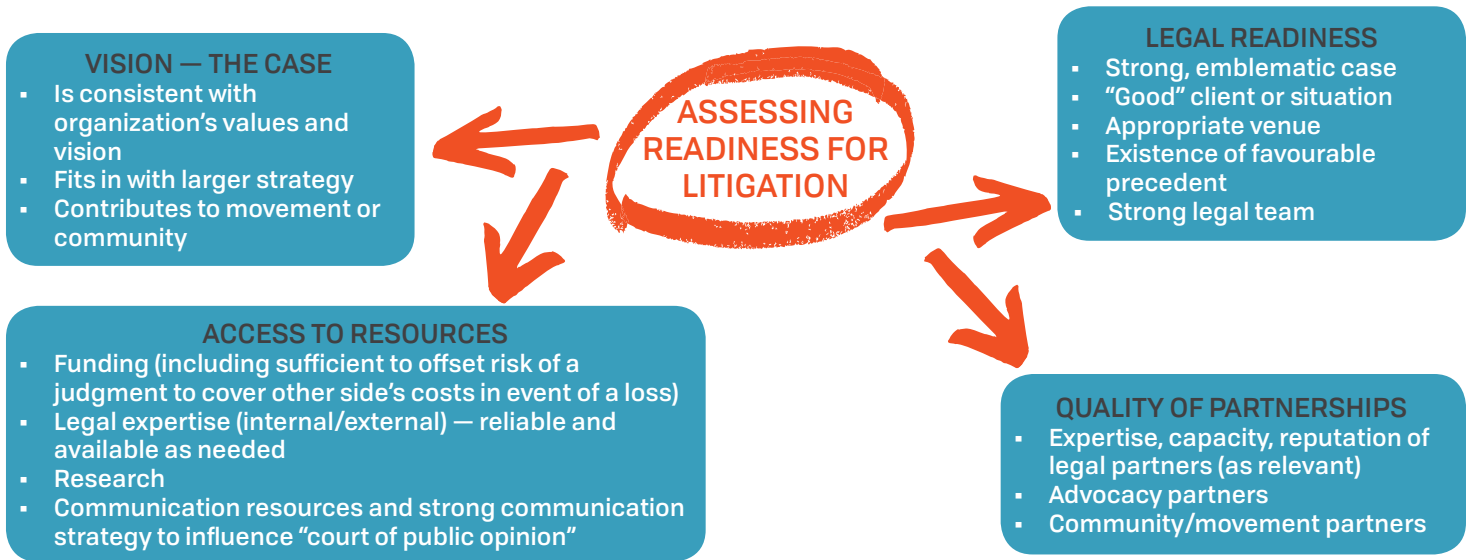 VISION — THE CASE
▪ Is consistent with
organization’s values and
vision
▪ Fits in with larger strategy
▪ Contributes to movement or
community
ASSESSING
READINESS FOR
LITIGATION
LEGAL READINESS
▪ Strong, emblematic case
▪ “Good” client or situation
▪ Appropriate venue
▪ Existence of favourable
precedent
▪ Strong legal team
ACCESS TO RESOURCES
▪ Funding (including sufficient to offset risk of a
judgment to cover other side’s costs in event of a loss)
▪ Legal expertise (internal/external) — reliable and
available as needed
▪ Research
▪ Communication resources and strong communication
strategy to influence “court of public opinion”
QUALITY OF PARTNERSHIPS
▪ Expertise, capacity, reputation of
legal partners (as relevant)
▪ Advocacy partners
▪ Community/movement partners